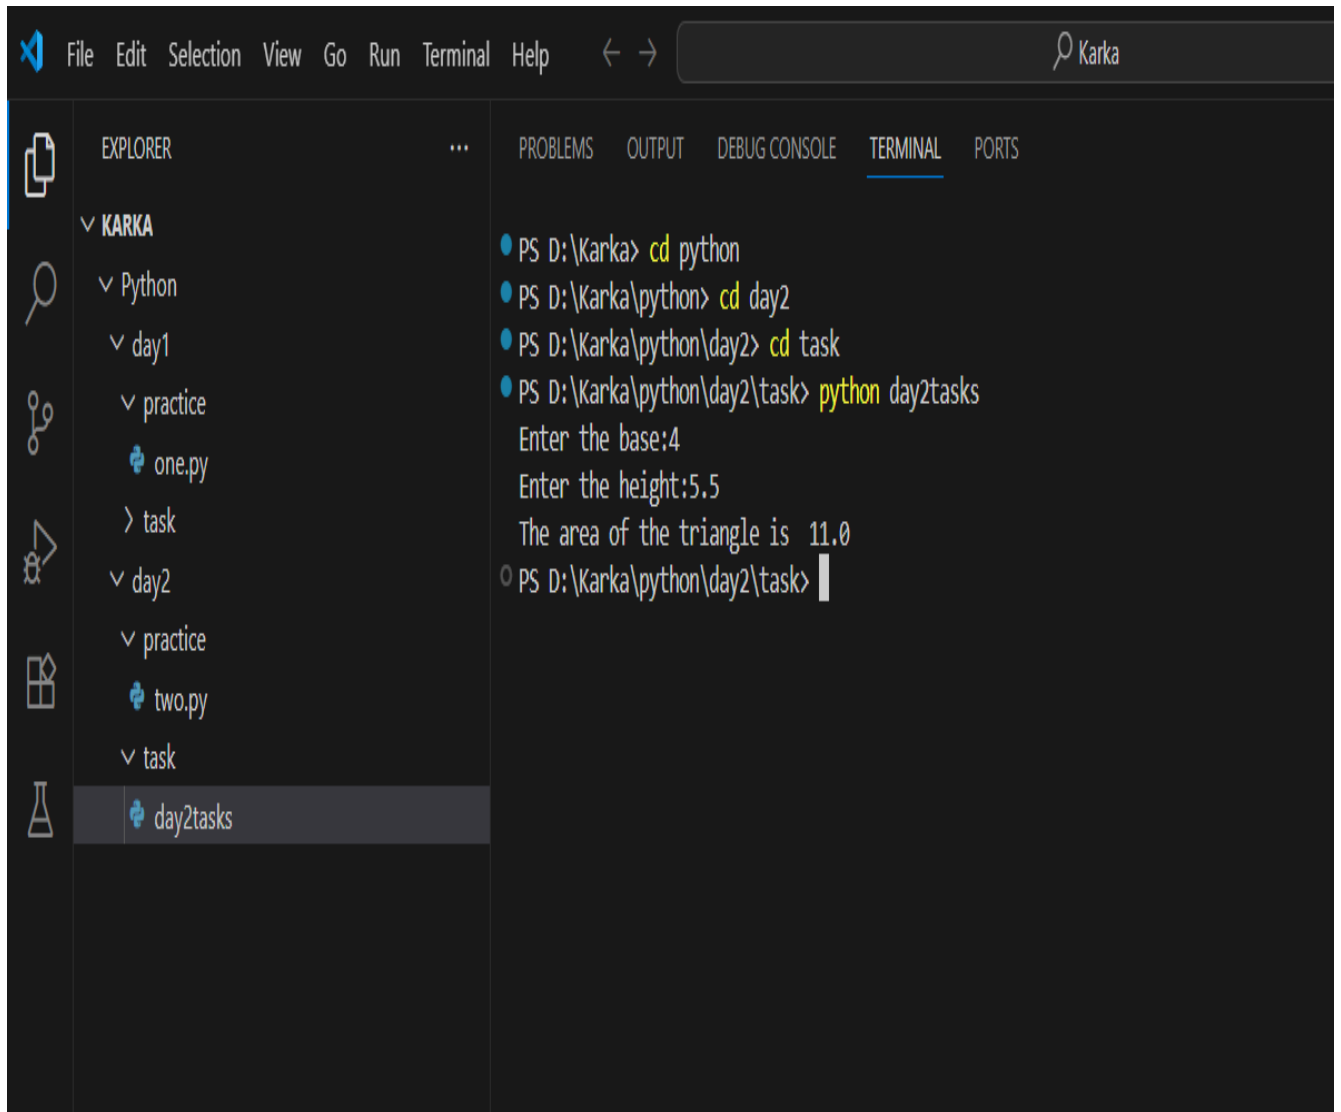 File Edit Selection View Go Run Terminal Help Karka
EXPLORER ... PROBLEMS OUTPUT DEBUG CONSOLE TERMINAL PORTS
KARKA
Python
day1
practice
one.py
task
day2
practice
two.py
task
day2tasks
PS D:\Karka> cd python
PS D:\Karka\python> cd day2
PS D:\Karka\python\day2> cd task
PS D:\Karka\python\day2\task> python day2tasks
Enter the base:4
Enter the height:5.5
The area of the triangle is  11.0
PS D:\Karka\python\day2\task>